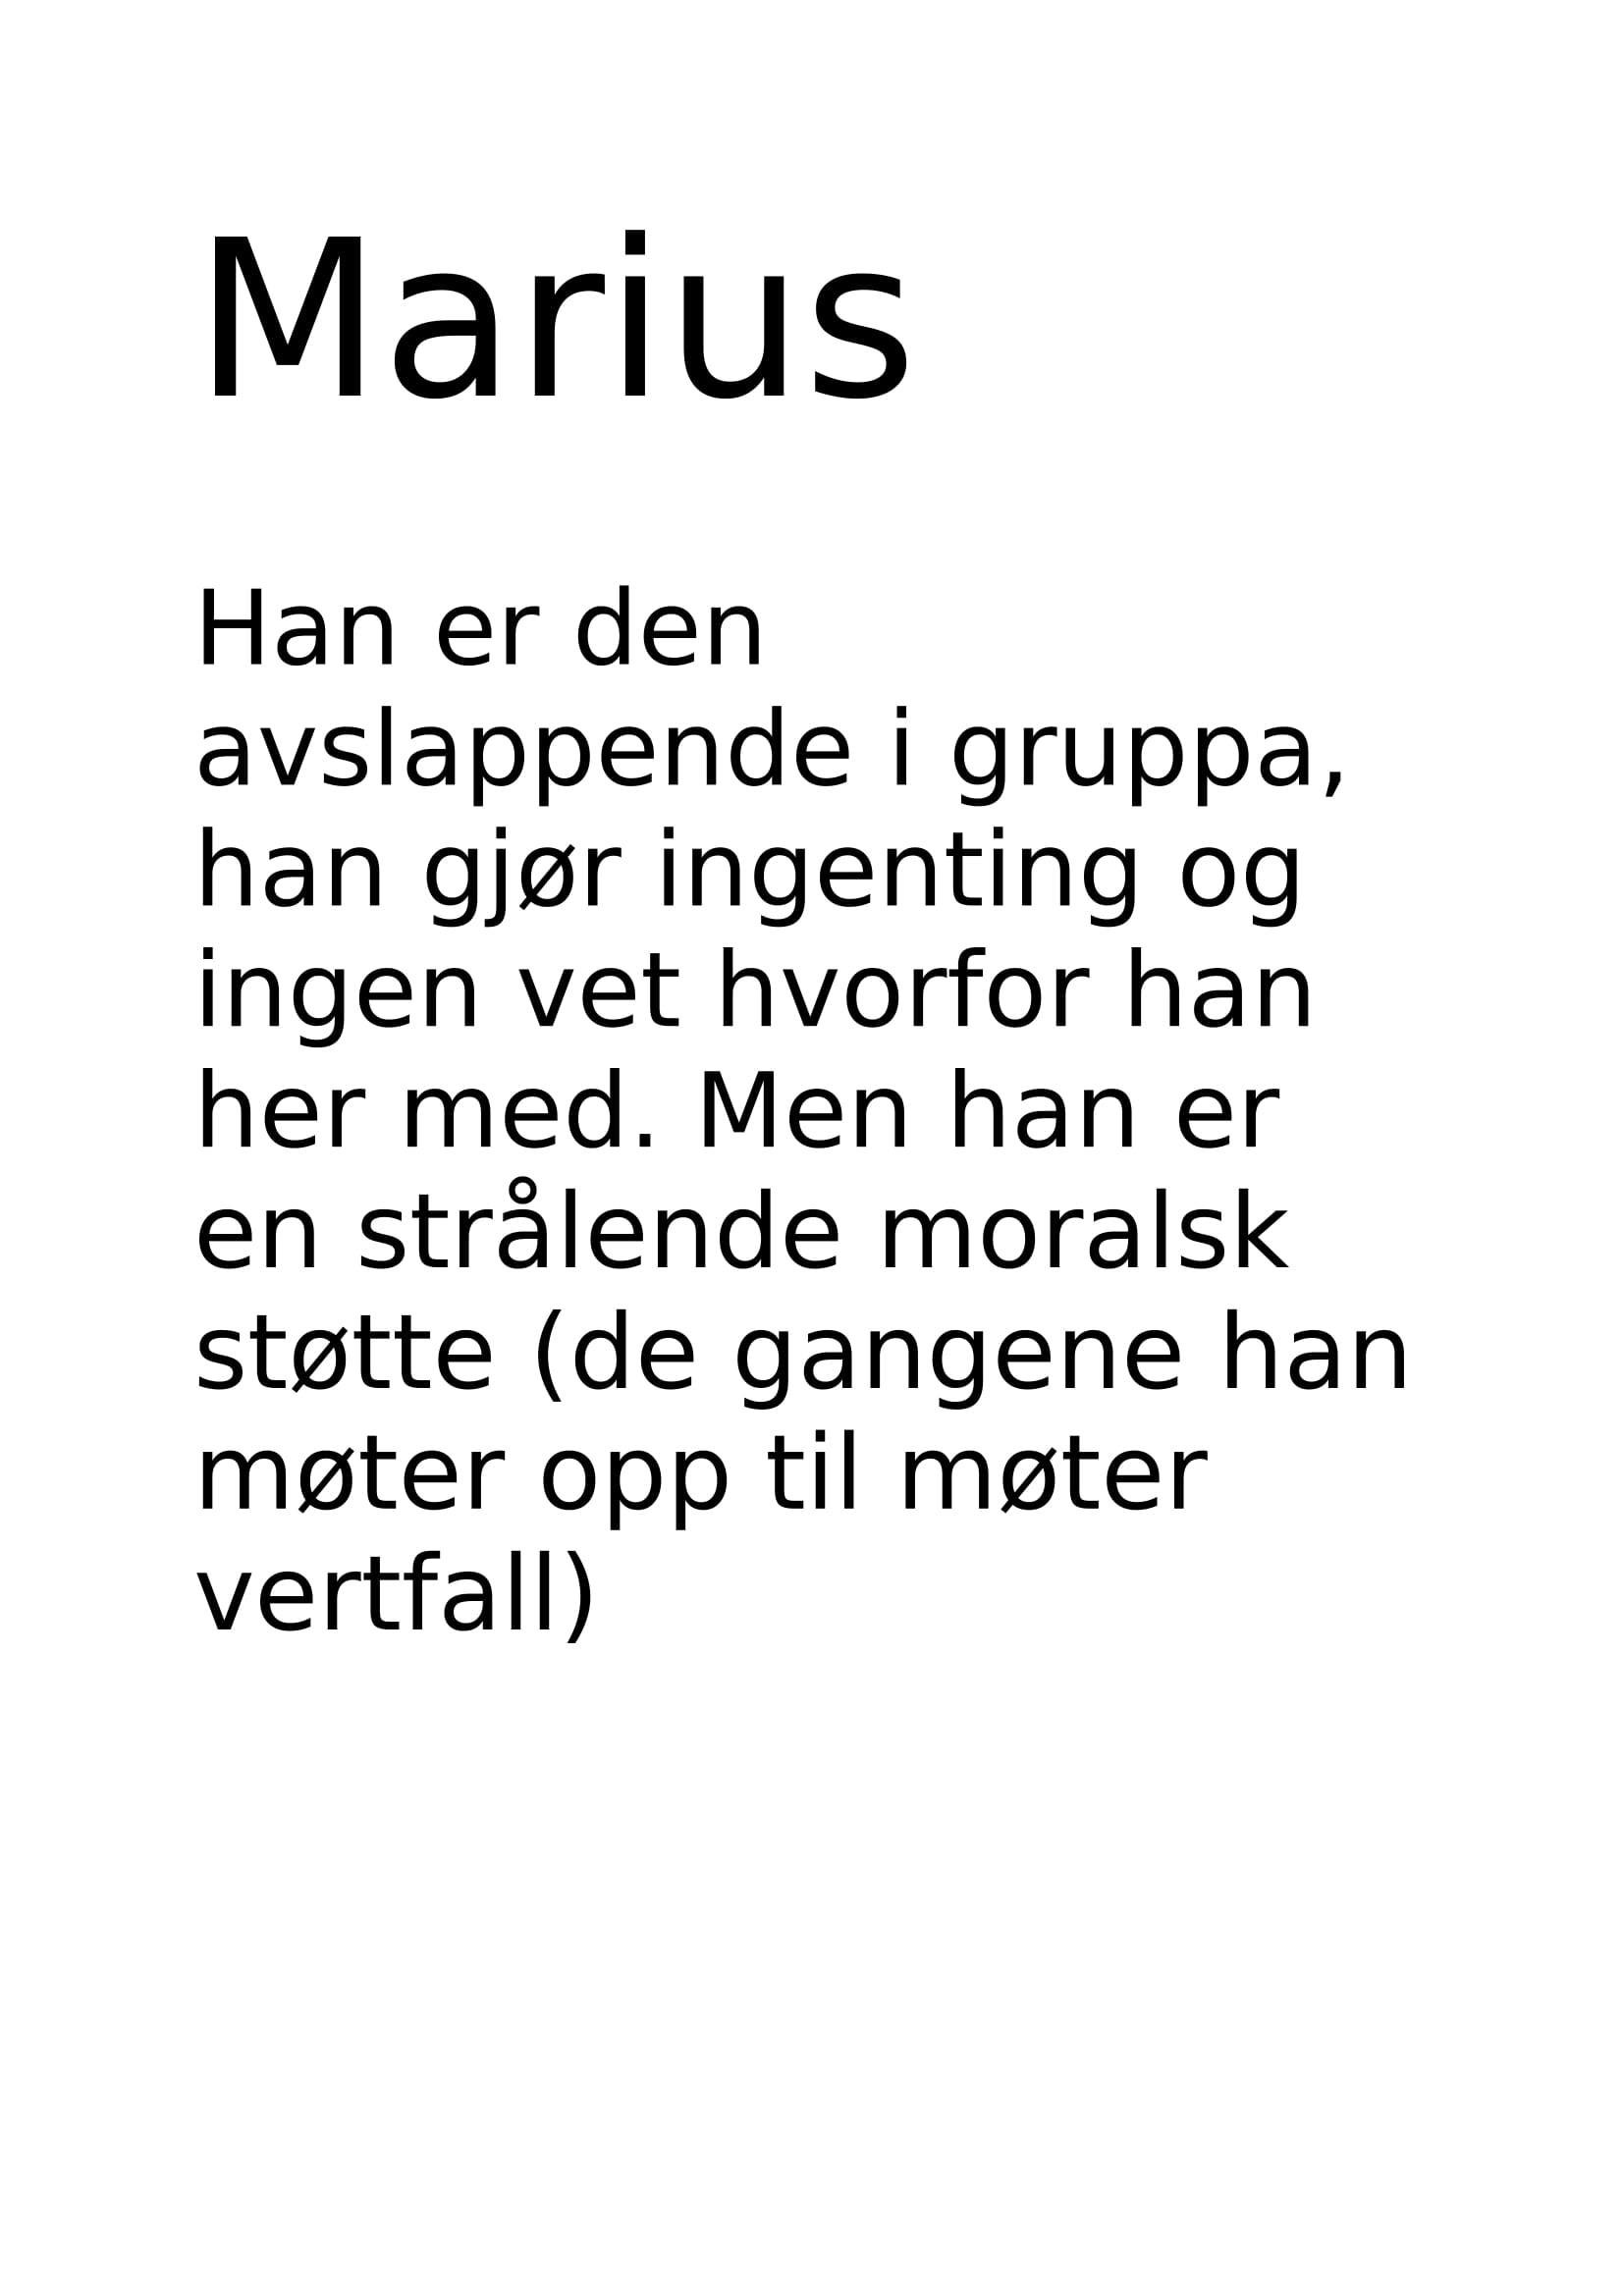 Marius
Han er den
avslappende i gruppa,
han gjør ingenting og
ingen vet hvorfor han
her med. Men han er
en strålende moralsk
støtte (de gangene han
møter opp til møter
vertfall)